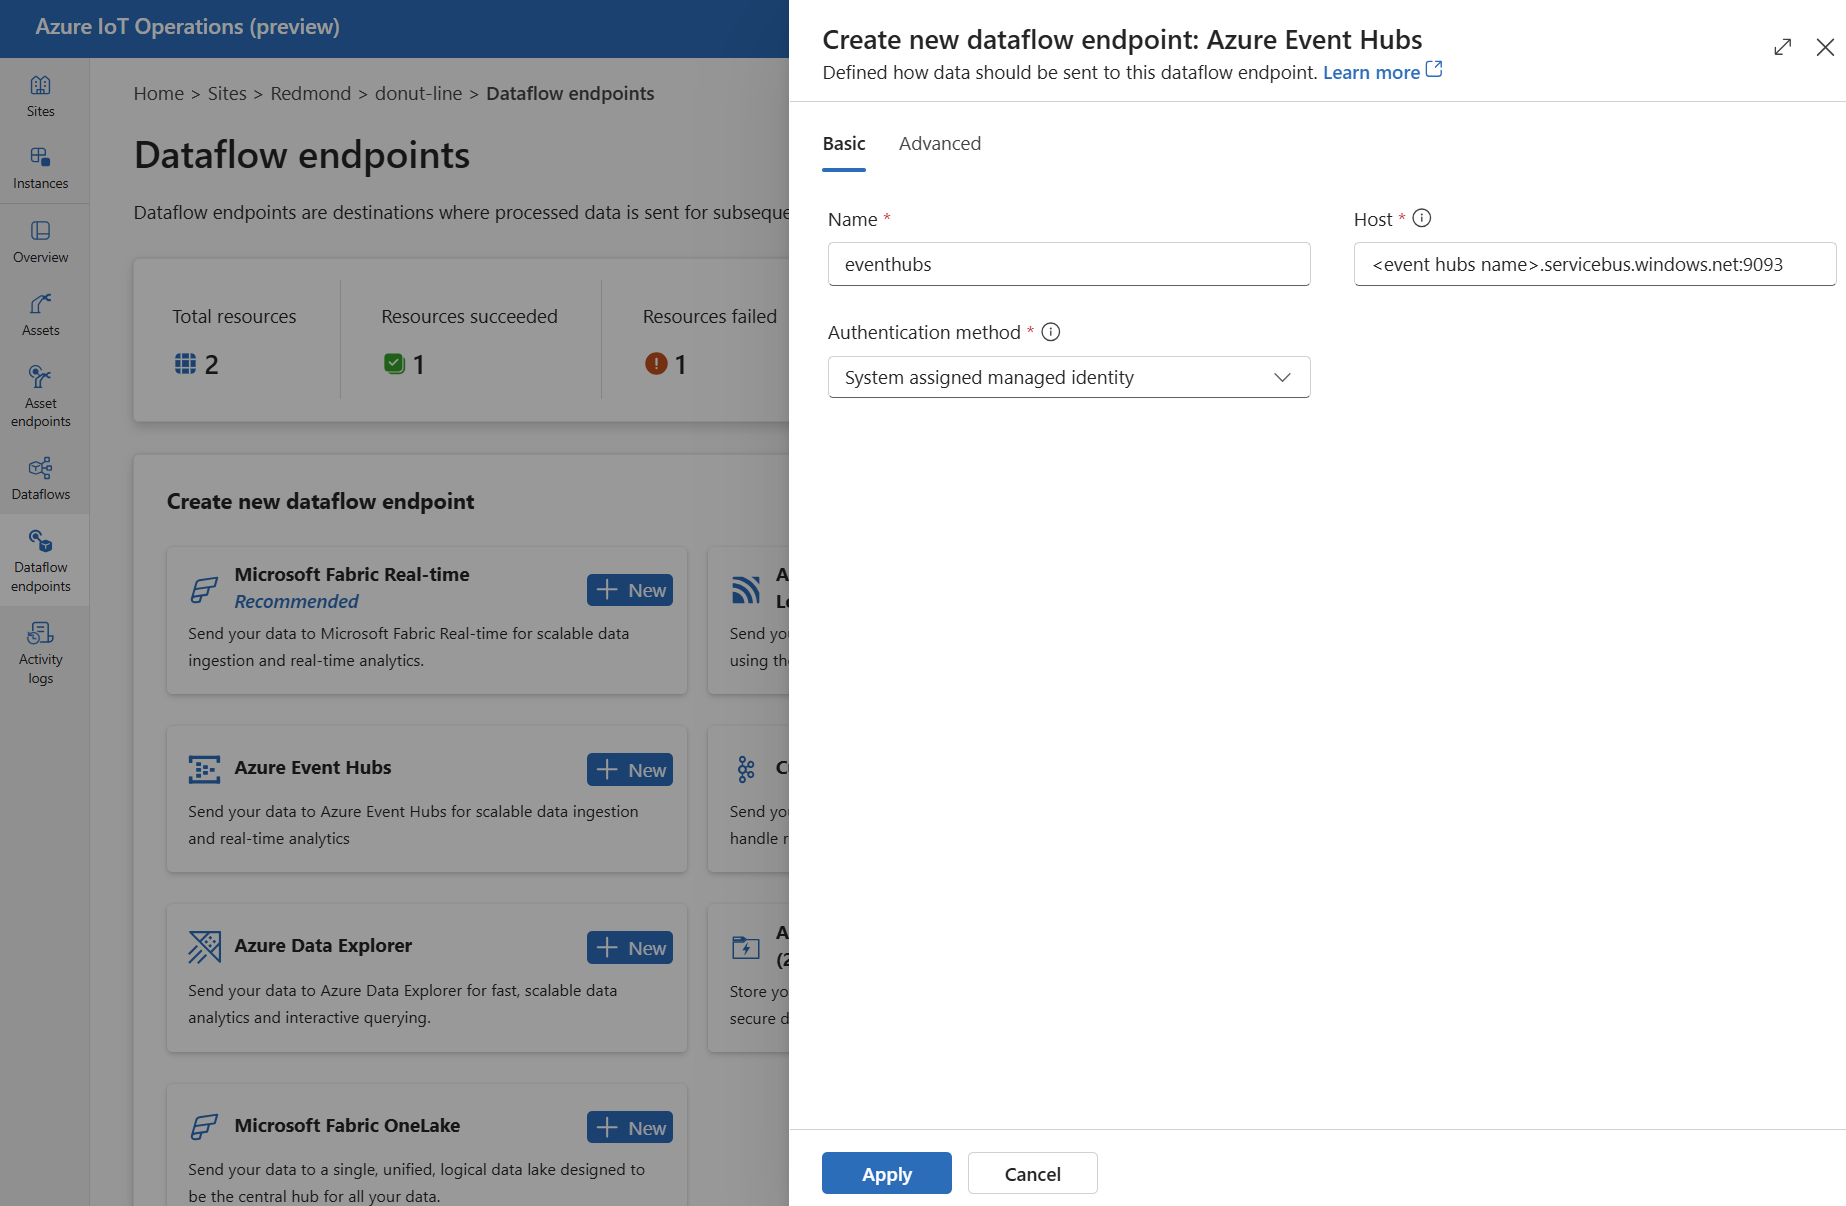 Azure IoT Operations (preview)
Sites
Instances
Overview
Assets
Asset
endpoints
Dataflows
Dataflow
endpoints
Activity
logs
Home > Sites > Redmond > donut-line > Dataflow endpoints
Dataflow endpoints
Dataflow endpoints are destinations where processed data is sent for subseque
Total resources
2
Resources succeeded
1
Resources failed
1
Create new dataflow endpoint
Microsoft Fabric Real-time
Recommended
New
Send your data to Microsoft Fabric Real-time for scalable data
ingestion and real-time analytics.
A
L
Send you
using the
Azure Event Hubs
New
Send your data to Azure Event Hubs for scalable data ingestion
and real-time analytics
C
Send you
handle r
Azure Data Explorer
New
Send your data to Azure Data Explorer for fast, scalable data
analytics and interactive querying.
A
(2
Store yo
secure d
Microsoft Fabric OneLake
New
Send your data to a single, unified, logical data lake designed to
be the central hub for all your data.
Create new dataflow endpoint: Azure Event Hubs
Defined how data should be sent to this dataflow endpoint. Learn more
Basic
Advanced
Name *
eventhubs
Host *
<event hubs name>.servicebus.windows.net:9093
Authentication method *
System assigned managed identity
Apply
Cancel